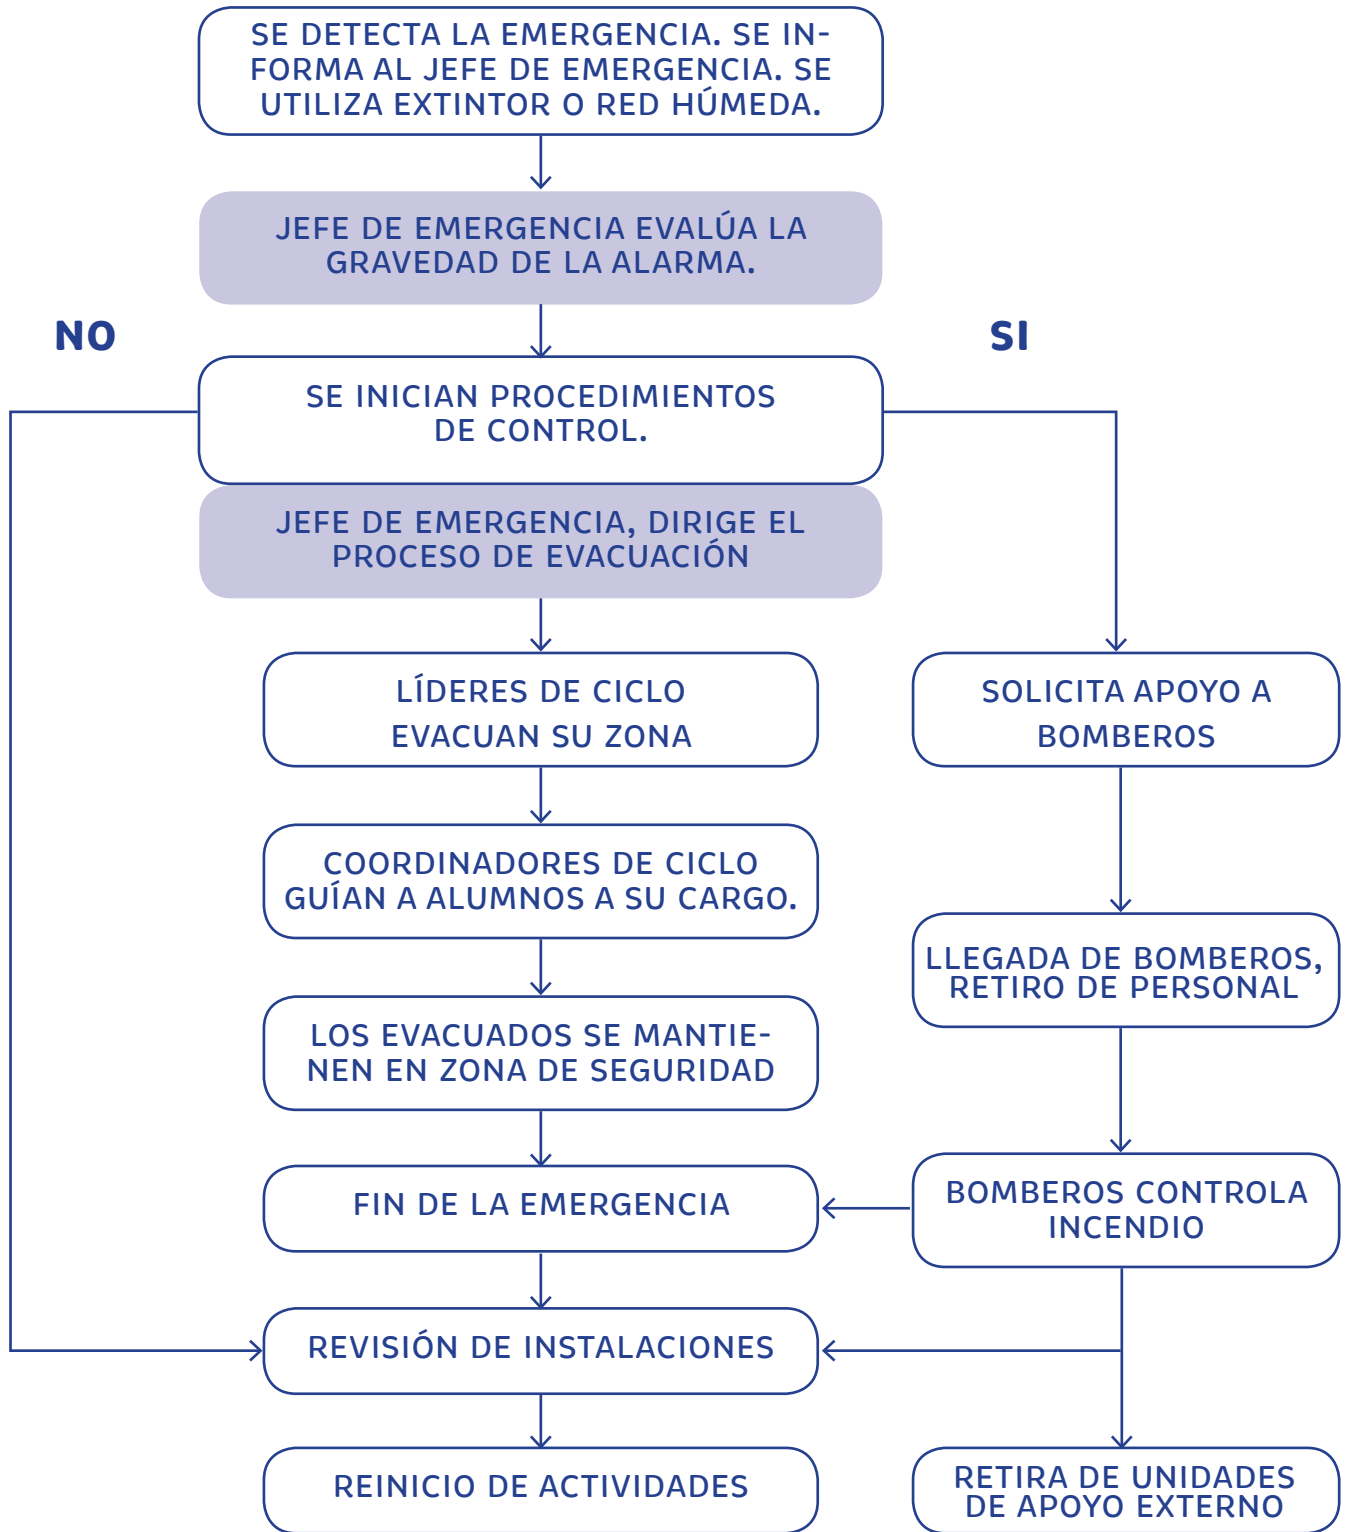 SE DETECTA LA EMERGENCIA. SE IN-
FORMA AL JEFE DE EMERGENCIA. SE
UTILIZA EXTINTOR O RED HÚMEDA.
JEFE DE EMERGENCIA EVALÚA LA
GRAVEDAD DE LA ALARMA.
NO
SI
SE INICIAN PROCEDIMIENTOS
DE CONTROL.
JEFE DE EMERGENCIA, DIRIGE EL
PROCESO DE EVACUACIÓN
LÍDERES DE CICLO
EVACUAN SU ZONA
SOLICITA APOYO A
BOMBEROS
COORDINADORES DE CICLO
GUÍAN A ALUMNOS A SU CARGO.
LLEGADA DE BOMBEROS,
RETIRO DE PERSONAL
LOS EVACUADOS SE MANTIE-
NEN EN ZONA DE SEGURIDAD
FIN DE LA EMERGENCIA
BOMBEROS CONTROLA
INCENDIO
REVISIÓN DE INSTALACIONES
REINICIO DE ACTIVIDADES
RETIRA DE UNIDADES
DE APOYO EXTERNO